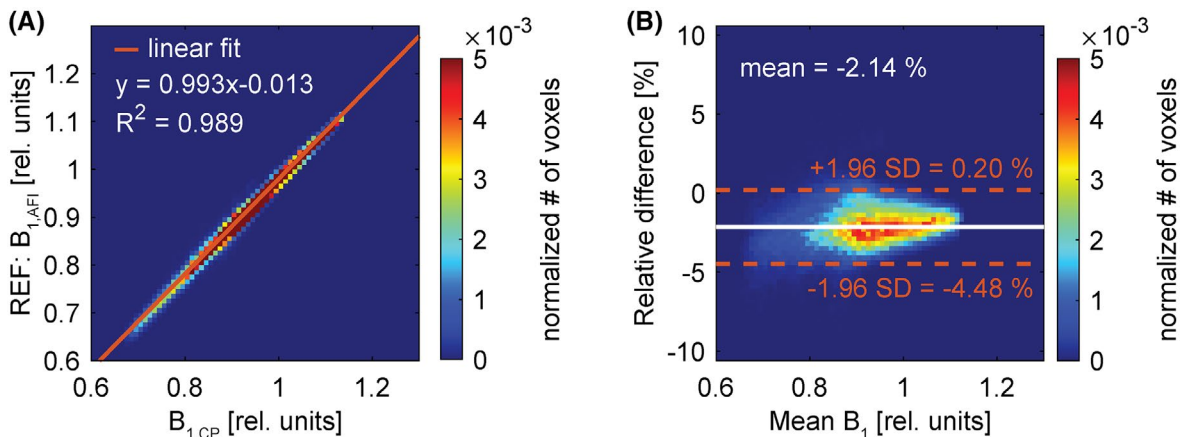 (A)
×10⁻³
linear fit
y = 0.993x-0.013
R² = 0.989
REF: B₁,AFI [rel. units]
1.2
1.1
1
0.9
0.8
0.7
0.6
0.6 0.8 1 1.2
B₁,CP [rel. units]
5
4
3
2
1
0
normalized # of voxels
(B)
×10⁻³
mean = -2.14 %
+1.96 SD = 0.20 %
-1.96 SD = -4.48 %
Relative difference [%]
10
5
0
-5
-10
0.6 0.8 1 1.2
Mean B₁ [rel. units]
5
4
3
2
1
0
normalized # of voxels